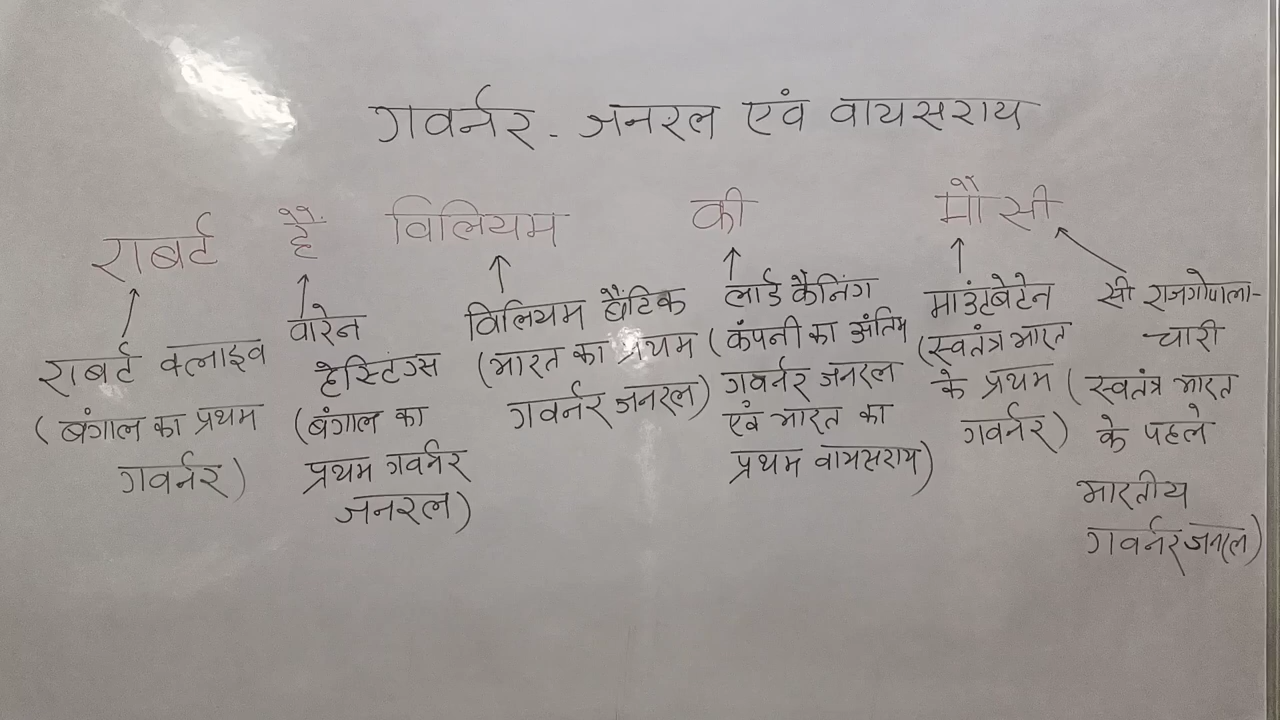 गवर्नर - जनरल एवं वायसराय
राबर्ट है विलियम की मौसी
राबर्ट क्लाइव
(बंगाल का प्रथम
गवर्नर)
वारेन
हेस्टिंग्स
(बंगाल का
प्रथम गवर्नर
जनरल)
विलियम बैंटिक
(भारत का प्रथम
गवर्नर जनरल)
लार्ड कैनिंग
(कंपनी का अंतिम
गवर्नर जनरल
एवं भारत का
प्रथम वायसराय)
माउंटबेटेन
(स्वतंत्र भारत
के प्रथम
गवर्नर)
सी राजगोपाला-
चारी
(स्वतंत्र भारत
के पहले
भारतीय
गवर्नर जनरल)